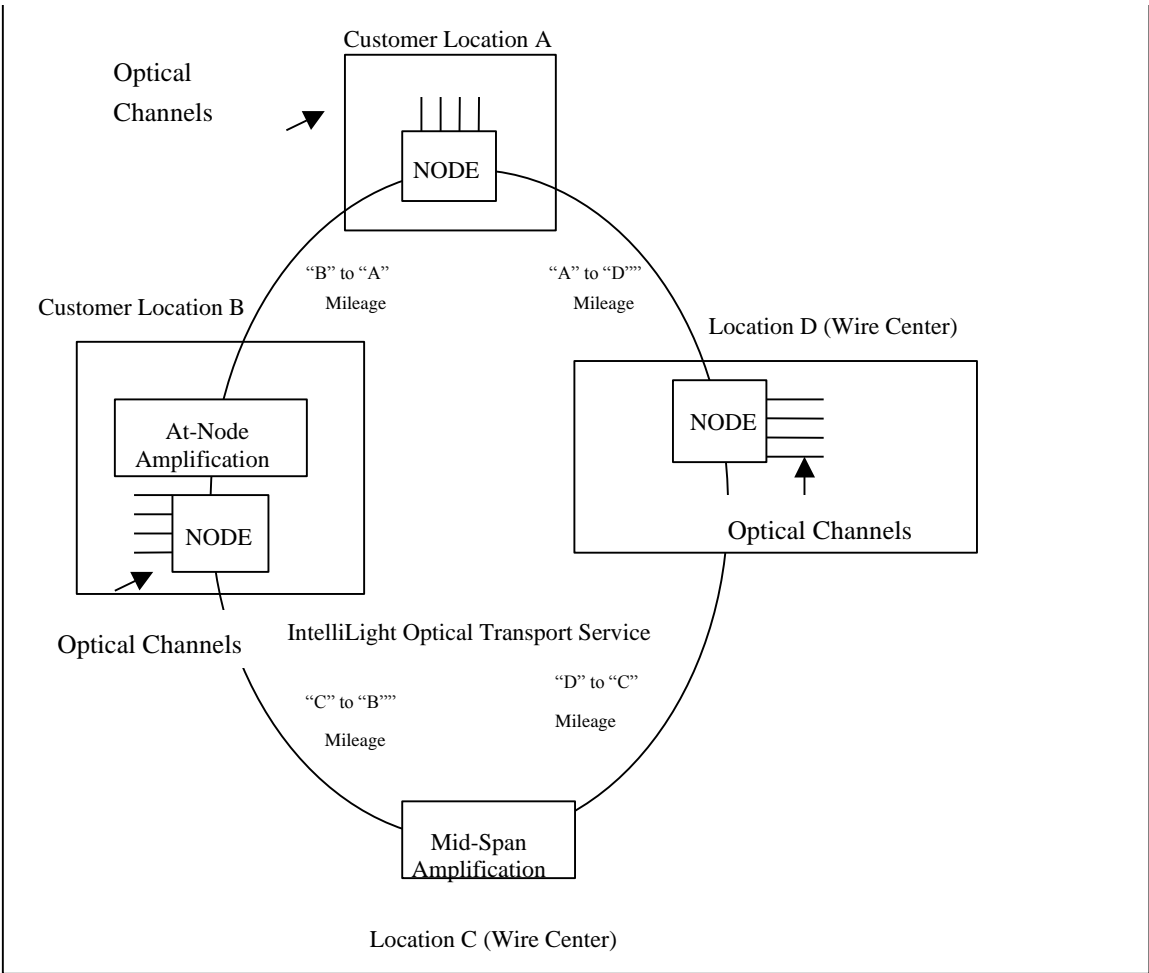 Customer Location A
Optical
Channels
NODE
“B” to “A”
Mileage
“A” to “D””
Mileage
Customer Location B
Location D (Wire Center)
At-Node
Amplification
NODE
NODE
Optical Channels
Optical Channels
IntelliLight Optical Transport Service
“C” to “B””
Mileage
“D” to “C”
Mileage
Mid-Span
Amplification
Location C (Wire Center)